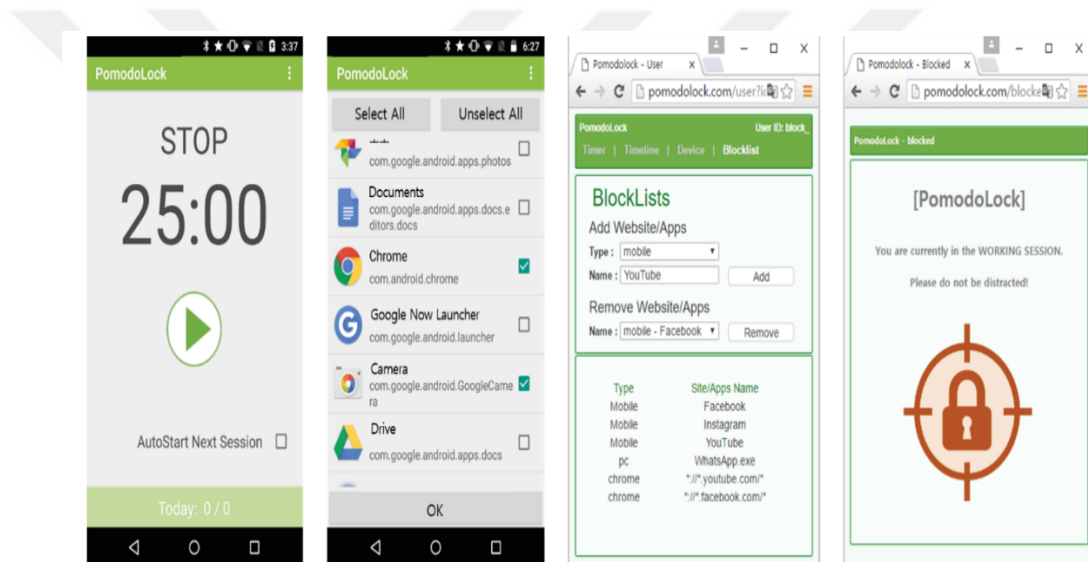 3:37
PomodoLock
STOP
25:00
AutoStart Next Session
Today: 0 / 0
6:27
PomodoLock
Select All Unselect All
com.google.android.apps.photos
Documents
com.google.android.apps.docs.e
ditors.docs
Chrome
com.android.chrome
Google Now Launcher
com.google.android.launcher
Camera
com.google.android.GoogleCame
ra
Drive
com.google.android.apps.docs
OK
Pomodolock - User x
pomodolock.com/user?i
PomodoLock User ID: block_
Timer | Timeline | Device | Blocklist
BlockLists
Add Website/Apps
Type : mobile
Name : YouTube Add
Remove Website/Apps
Name : mobile - Facebook Remove
Type Site/Apps Name
Mobile Facebook
Mobile Instagram
Mobile YouTube
pc WhatsApp.exe
chrome *://*.youtube.com/*
chrome *://*.facebook.com/*
Pomodolock - Blocked x
pomodolock.com/blocke
PomodoLock - blocked
[PomodoLock]
You are currently in the WORKING SESSION.
Please do not be distracted!